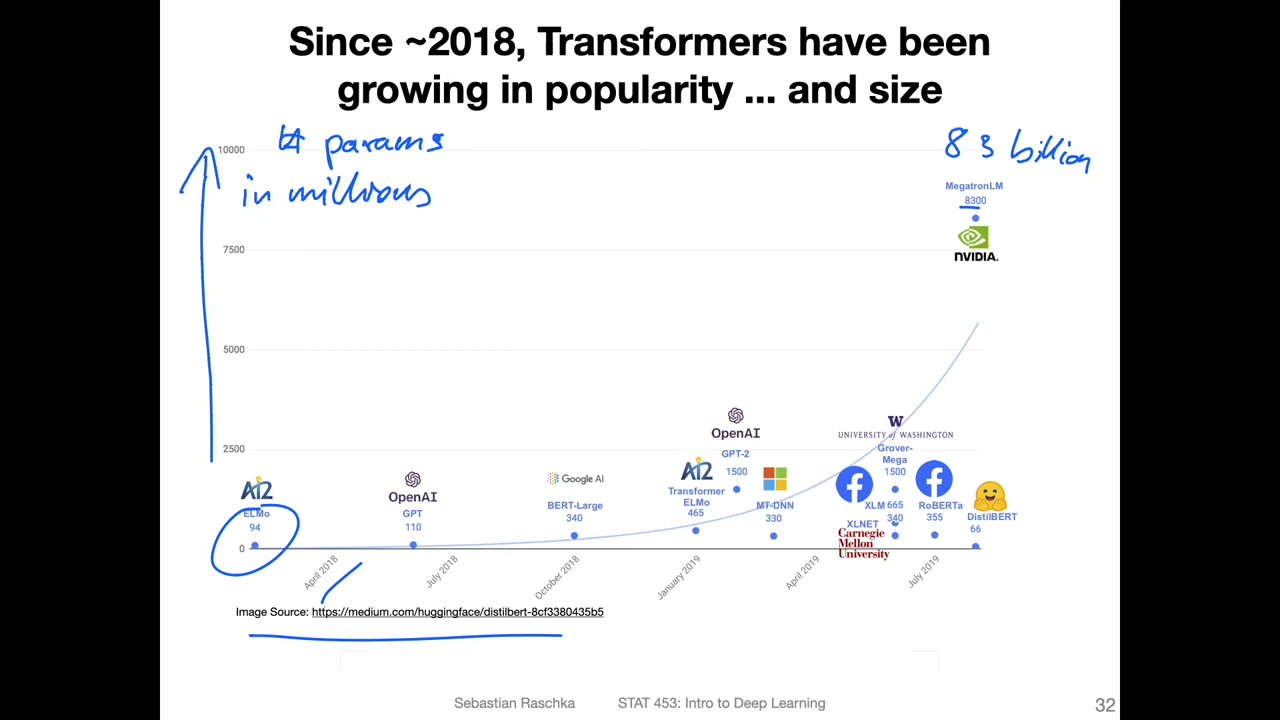 Since ~2018, Transformers have been
growing in popularity ... and size
10000
# params
in millions
8 3 billion
MegatronLM
8300
NVIDIA.
7500
5000
2500
0
AI2
ELMo
94
OpenAI
GPT
110
Google AI
BERT-Large
340
AI2
Transformer
ELMo
465
OpenAI
GPT-2
1500
MT-DNN
330
W
UNIVERSITY of WASHINGTON
Grover-
Mega
1500
XLM 665
XLNET 340
Carnegie
Mellon
University
RoBERTa
355
DistilBERT
66
April 2018
July 2018
October 2018
January 2019
April 2019
July 2019
Image Source: https://medium.com/huggingface/distilbert-8cf3380435b5
Sebastian Raschka STAT 453: Intro to Deep Learning 32